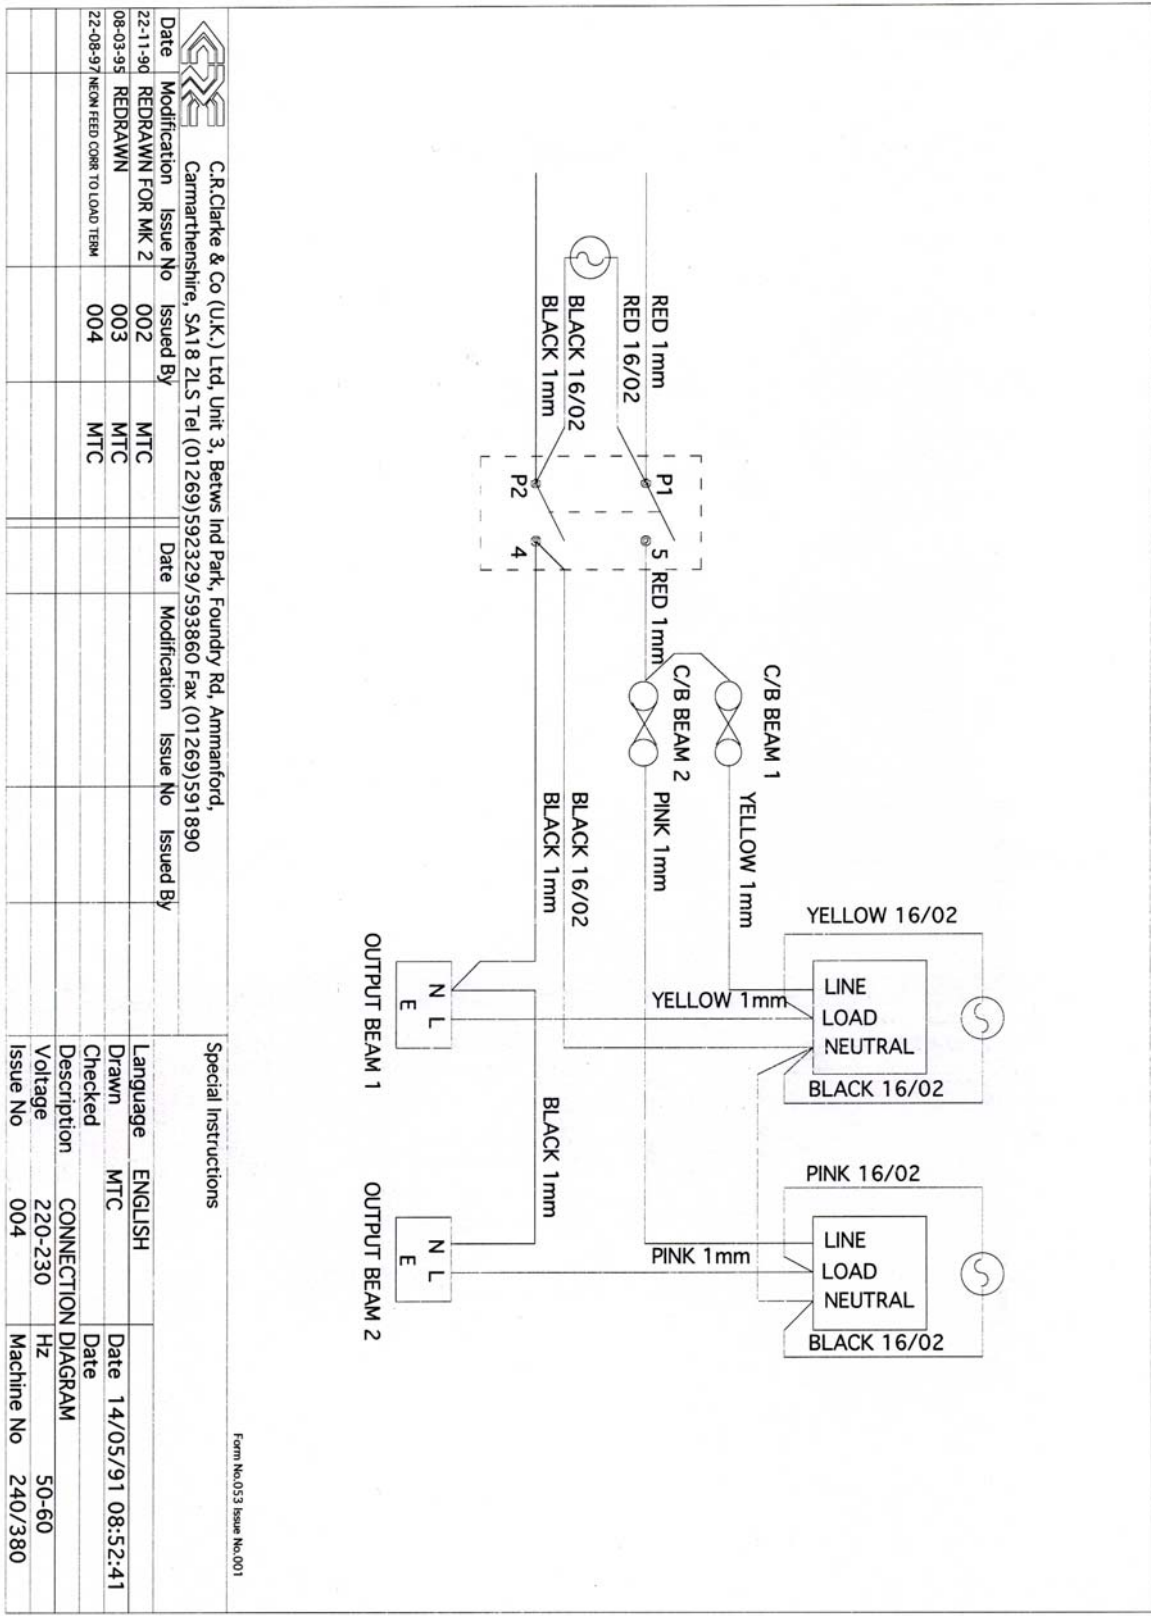 YELLOW 16/02
LINE
LOAD
NEUTRAL
BLACK 16/02
PINK 16/02
LINE
LOAD
NEUTRAL
BLACK 16/02
C/B BEAM 1
YELLOW 1mm
YELLOW 1mm
C/B BEAM 2
PINK 1mm
PINK 1mm
RED 1mm
RED 16/02
P1
5
RED 1mm
BLACK 16/02
BLACK 1mm
P2
4
BLACK 16/02
BLACK 1mm
BLACK 1mm
N L
E
OUTPUT BEAM 1
N L
E
OUTPUT BEAM 2
Form No.053 Issue No.001
CRC
C.R.Clarke & Co (U.K.) Ltd, Unit 3, Betws Ind Park, Foundry Rd, Ammanford,
Carmarthenshire, SA18 2LS Tel (01269)592329/593860 Fax (01269)591890
Date Modification Issue No Issued By Date Modification Issue No Issued By
22-11-90 REDRAWN FOR MK 2 002 MTC
08-03-95 REDRAWN 003 MTC
22-08-97 NEON FEED CORR TO LOAD TERM 004 MTC
Special Instructions
Language ENGLISH
Drawn MTC Date 14/05/91 08:52:41
Checked Date
Description CONNECTION DIAGRAM
Voltage 220-230 Hz 50-60
Issue No 004 Machine No 240/380